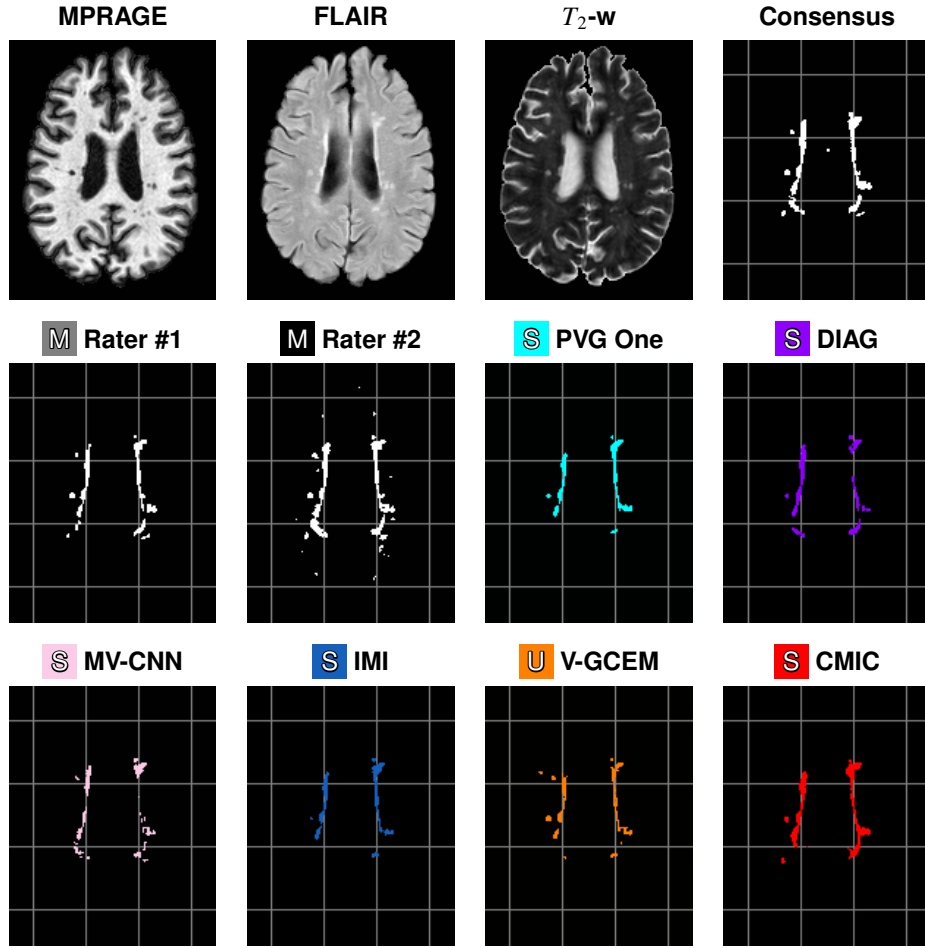 MPRAGE FLAIR T₂-w Consensus
M Rater #1 M Rater #2 S PVG One S DIAG
S MV-CNN S IMI U V-GCEM S CMIC